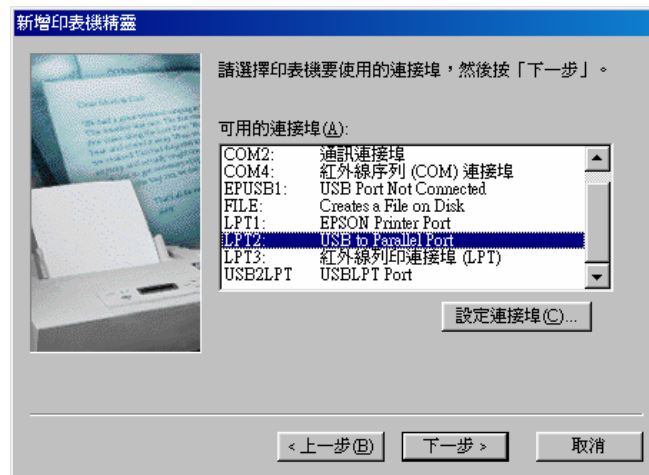 新增印表機精靈
請選擇印表機要使用的連接埠，然後按「下一步」。
可用的連接埠(A):
COM2: 通訊連接埠
COM4: 紅外線序列 (COM) 連接埠
EPUSB1: USB Port Not Connected
FILE: Creates a File on Disk
LPT1: EPSON Printer Port
LPT2: USB to Parallel Port
LPT3: 紅外線列印連接埠 (LPT)
USB2LPT USBLPT Port
設定連接埠(C)...
<上一步(B) 下一步> 取消